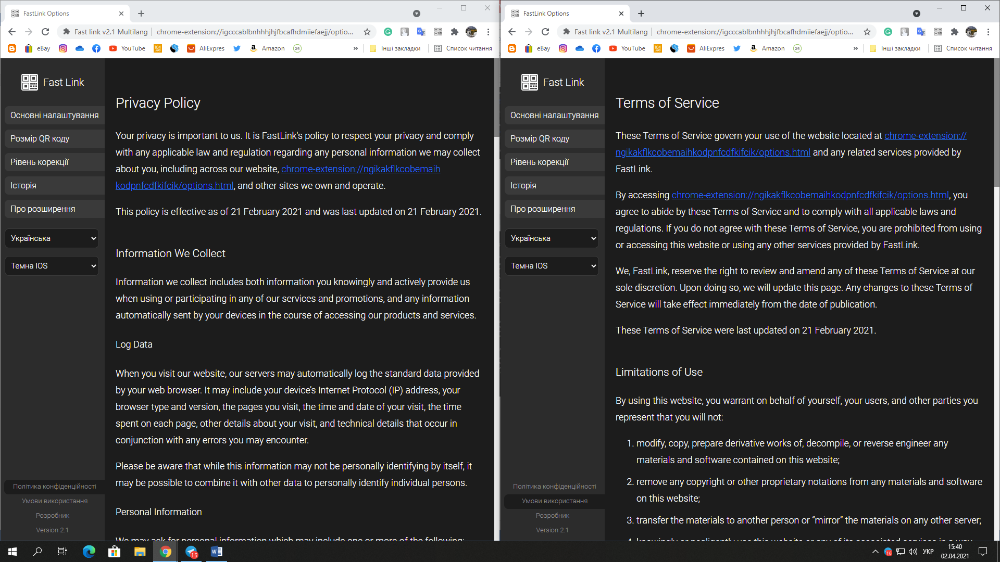 FastLink Options
Fast link v2.1 Multilang
chrome-extension://igcccablbnhhhhjhjfbcafhdmiiefaejj/optio...
eBay
YouTube
104.ua
AliExpres
Amazon
24
»
Інші закладки
Список читання
Fast Link
Основні налаштування
Розмір QR коду
Рівень корекції
Історія
Про розширення
Українська
Темна IOS
Політика конфіденційності
Умови використання
Розробник
Version 2.1
Privacy Policy
Your privacy is important to us. It is FastLink's policy to respect your privacy and comply
with any applicable law and regulation regarding any personal information we may collect
about you, including across our website, chrome-extension://ngikakflkcobemaih
kodpnfcdfkifcik/options.html, and other sites we own and operate.
This policy is effective as of 21 February 2021 and was last updated on 21 February 2021.
Information We Collect
Information we collect includes both information you knowingly and actively provide us
when using or participating in any of our services and promotions, and any information
automatically sent by your devices in the course of accessing our products and services.
Log Data
When you visit our website, our servers may automatically log the standard data provided
by your web browser. It may include your device’s Internet Protocol (IP) address, your
browser type and version, the pages you visit, the time and date of your visit, the time
spent on each page, other details about your visit, and technical details that occur in
conjunction with any errors you may encounter.
Please be aware that while this information may not be personally identifying by itself, it
may be possible to combine it with other data to personally identify individual persons.
Personal Information
We may ask for personal information which may include one or more of the following:
FastLink Options
Fast link v2.1 Multilang
chrome-extension://igcccablbnhhhhjhjfbcafhdmiiefaejj/optio...
eBay
YouTube
104.ua
AliExpres
Amazon
24
»
Інші закладки
Список читання
Fast Link
Основні налаштування
Розмір QR коду
Рівень корекції
Історія
Про розширення
Українська
Темна IOS
Політика конфіденційності
Умови використання
Розробник
Version 2.1
Terms of Service
These Terms of Service govern your use of the website located at chrome-extension://
ngikakflkcobemaihkodpnfcdfkifcik/options.html and any related services provided by
FastLink.
By accessing chrome-extension://ngikakflkcobemaihkodpnfcdfkifcik/options.html, you
agree to abide by these Terms of Service and to comply with all applicable laws and
regulations. If you do not agree with these Terms of Service, you are prohibited from using
or accessing this website or using any other services provided by FastLink.
We, FastLink, reserve the right to review and amend any of these Terms of Service at our
sole discretion. Upon doing so, we will update this page. Any changes to these Terms of
Service will take effect immediately from the date of publication.
These Terms of Service were last updated on 21 February 2021.
Limitations of Use
By using this website, you warrant on behalf of yourself, your users, and other parties you
represent that you will not:
1. modify, copy, prepare derivative works of, decompile, or reverse engineer any
materials and software contained on this website;
2. remove any copyright or other proprietary notations from any materials and software
on this website;
3. transfer the materials to another person or “mirror” the materials on any other server;
4. knowingly or negligently use this website or any of its associated services in a way
16
16
УКР
15:40
02.04.2021